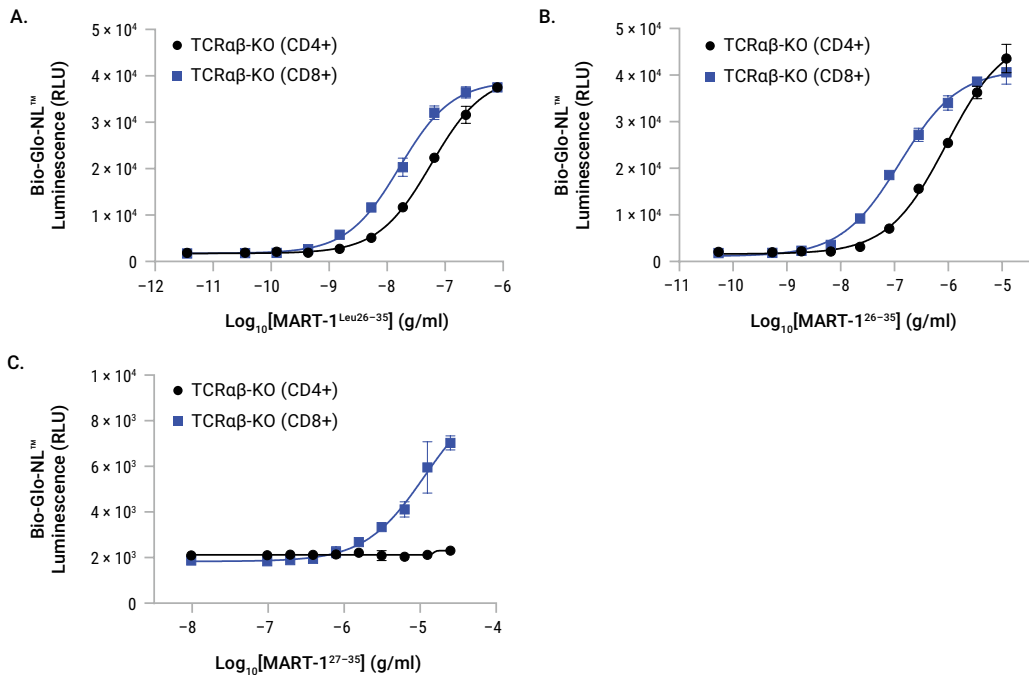 A.
5 × 10⁴
4 × 10⁴
3 × 10⁴
2 × 10⁴
1 × 10⁴
0
Bio-Glo-NL™
Luminescence (RLU)
TCRαβ-KO (CD4+)
TCRαβ-KO (CD8+)
−12 −11 −10 −9 −8 −7 −6
Log₁₀[MART-1ᴸᵉᵘ²⁶⁻³⁵] (g/ml)
B.
5 × 10⁴
4 × 10⁴
3 × 10⁴
2 × 10⁴
1 × 10⁴
0
Bio-Glo-NL™
Luminescence (RLU)
TCRαβ-KO (CD4+)
TCRαβ-KO (CD8+)
−11 −10 −9 −8 −7 −6 −5
Log₁₀[MART-1²⁶⁻³⁵] (g/ml)
C.
1 × 10⁴
8 × 10³
6 × 10³
4 × 10³
2 × 10³
0
Bio-Glo-NL™
Luminescence (RLU)
TCRαβ-KO (CD4+)
TCRαβ-KO (CD8+)
−8 −7 −6 −5 −4
Log₁₀[MART-1²⁷⁻³⁵] (g/ml)